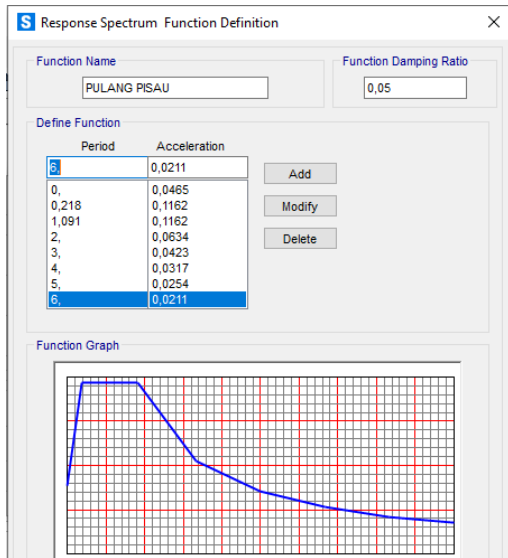 S Response Spectrum Function Definition
Function Name
Function Damping Ratio
PULANG PISAU
0,05
Define Function
Period Acceleration
6, 0,0211
Add
0, 0,0465
0,218 0,1162
Modify
1,091 0,1162
2, 0,0634
Delete
3, 0,0423
4, 0,0317
5, 0,0254
6, 0,0211
Function Graph